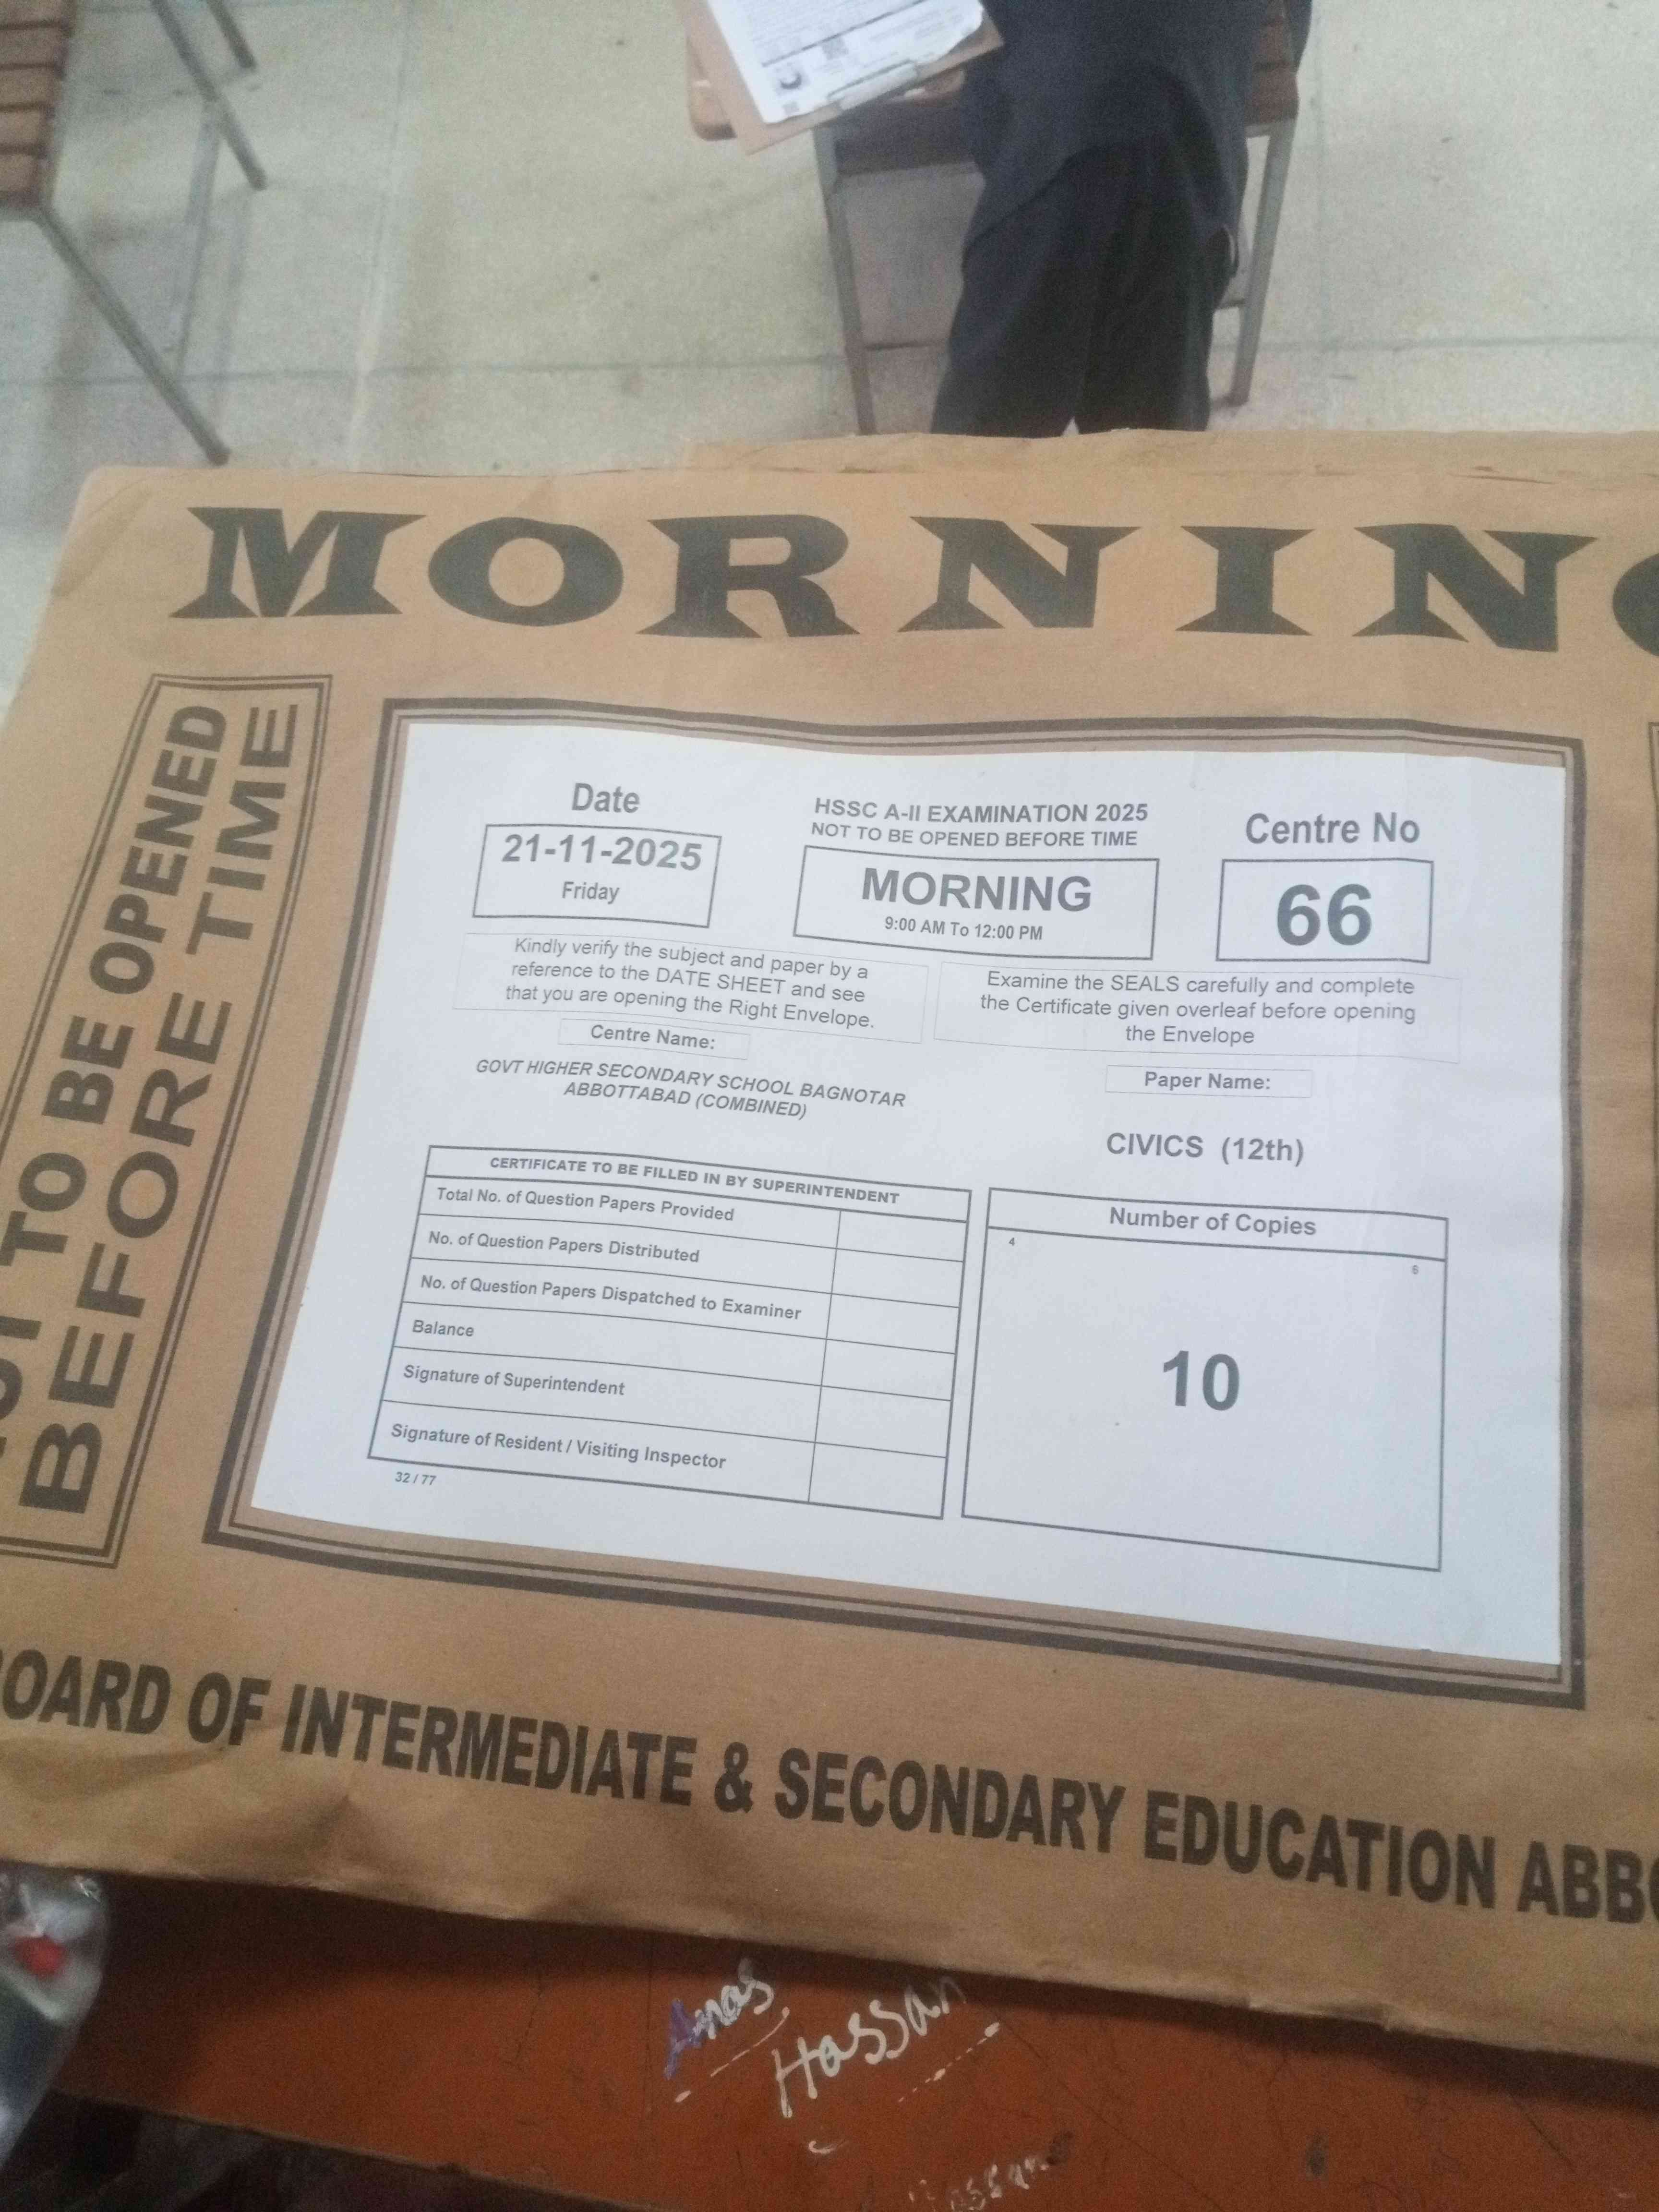 MORNIN
NOT TO BE OPENED
BEFORE TIME
Date
21-11-2025
Friday
HSSC A-II EXAMINATION 2025
NOT TO BE OPENED BEFORE TIME
MORNING
9:00 AM To 12:00 PM
Centre No
66
Kindly verify the subject and paper by a
reference to the DATE SHEET and see
that you are opening the Right Envelope.
Examine the SEALS carefully and complete
the Certificate given overleaf before opening
the Envelope
Centre Name:
GOVT HIGHER SECONDARY SCHOOL BAGNOTAR
ABBOTTABAD (COMBINED)
Paper Name:
CIVICS (12th)
CERTIFICATE TO BE FILLED IN BY SUPERINTENDENT
Total No. of Question Papers Provided
No. of Question Papers Distributed
No. of Question Papers Dispatched to Examiner
Balance
Signature of Superintendent
Signature of Resident / Visiting Inspector
32 / 77
Number of Copies
4
6
10
OARD OF INTERMEDIATE & SECONDARY EDUCATION ABB
Anas
Hassan